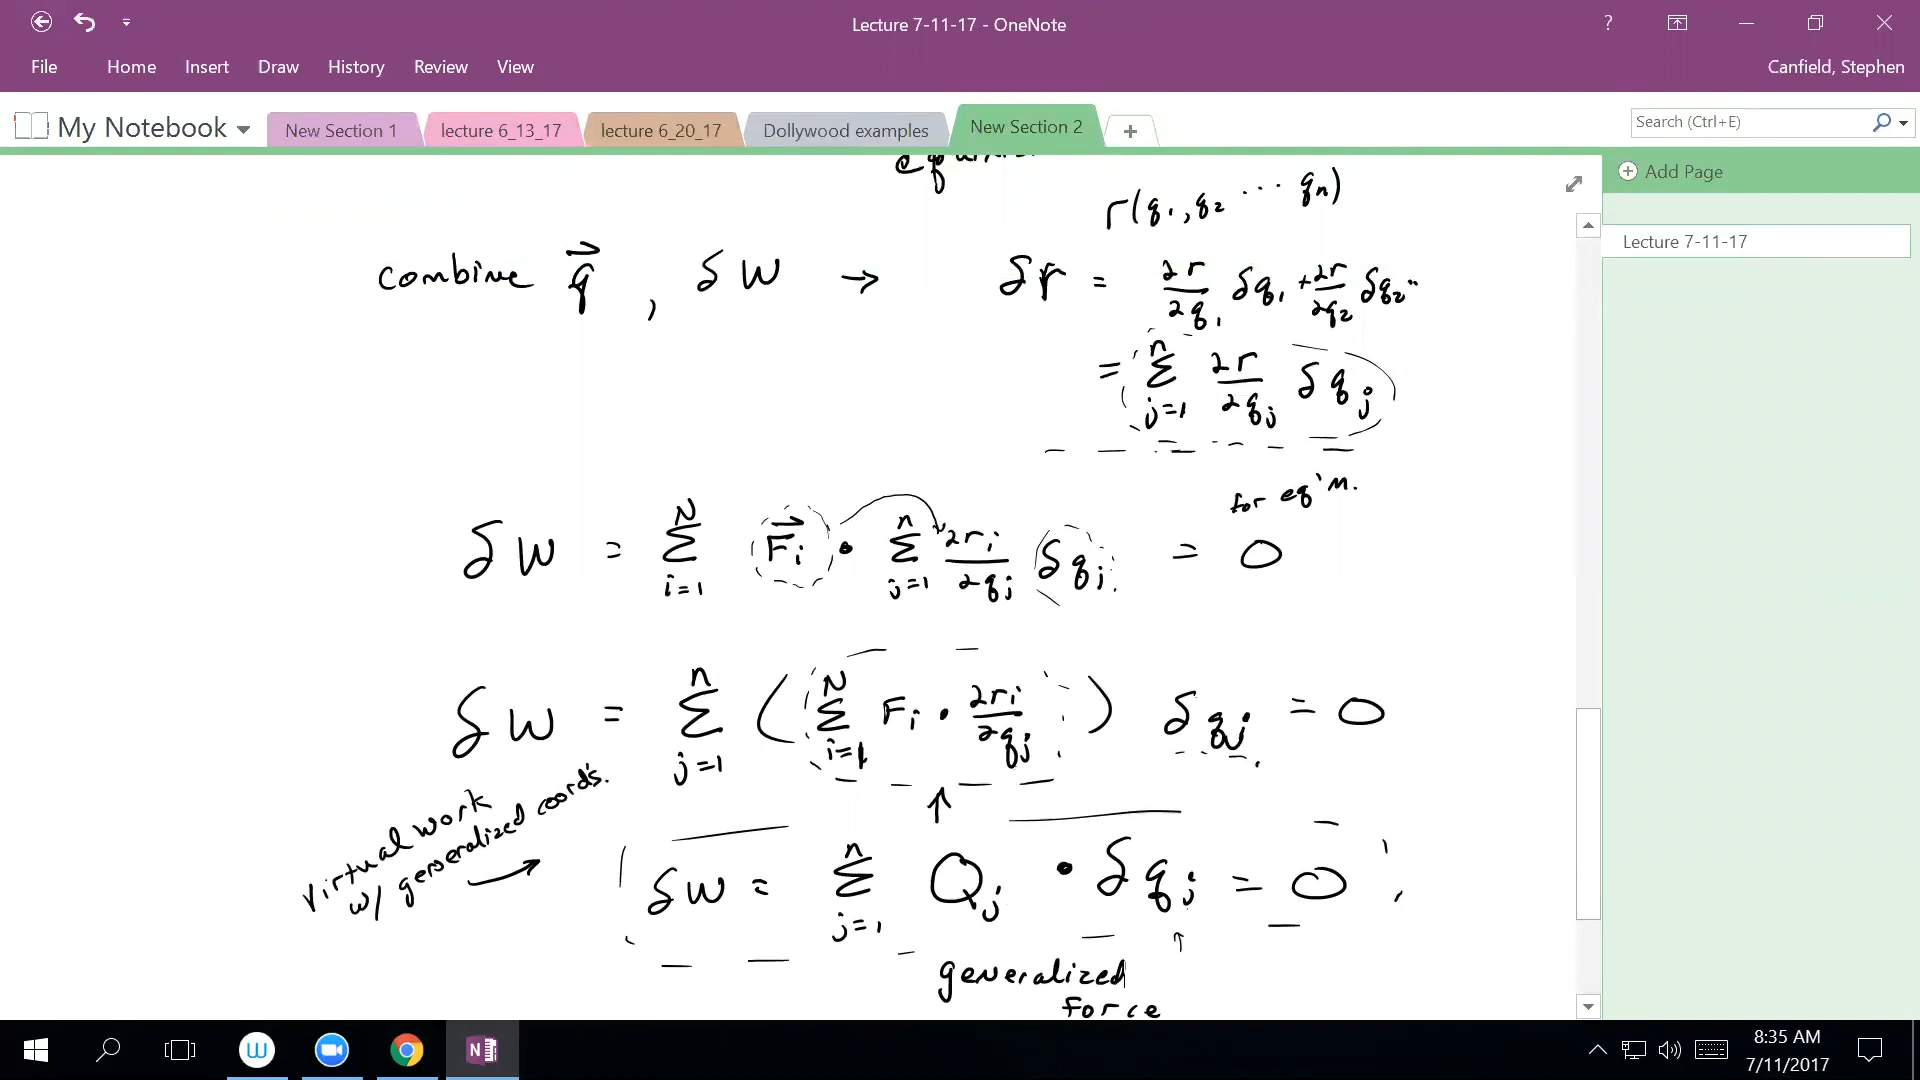 Lecture 7-11-17 - OneNote
?
File Home Insert Draw History Review View
Canfield, Stephen
My Notebook
New Section 1
lecture 6_13_17
lecture 6_20_17
Dollywood examples
New Section 2
+
Search (Ctrl+E)
Add Page
Lecture 7-11-17
r(q₁, q₂ ... qn)
combine q⃗ , δW → δr = ∂r/∂q₁ δq₁ + ∂r/∂q₂ δq₂ ..
= Σ_{j=1}^{n} ∂r/∂qj δqj
for eq'm.
δW = Σ_{i=1}^{N} F⃗i • Σ_{j=1}^{n} ∂ri/∂qj δqj = 0
δW = Σ_{j=1}^{n} ( Σ_{i=1}^{N} Fi • ∂ri/∂qj ) δqj = 0
virtual work
w/ generalized coord's. →
↑
δW = Σ_{j=1}^{n} Qj • δqj = 0
↑
generalized
force
8:35 AM
7/11/2017